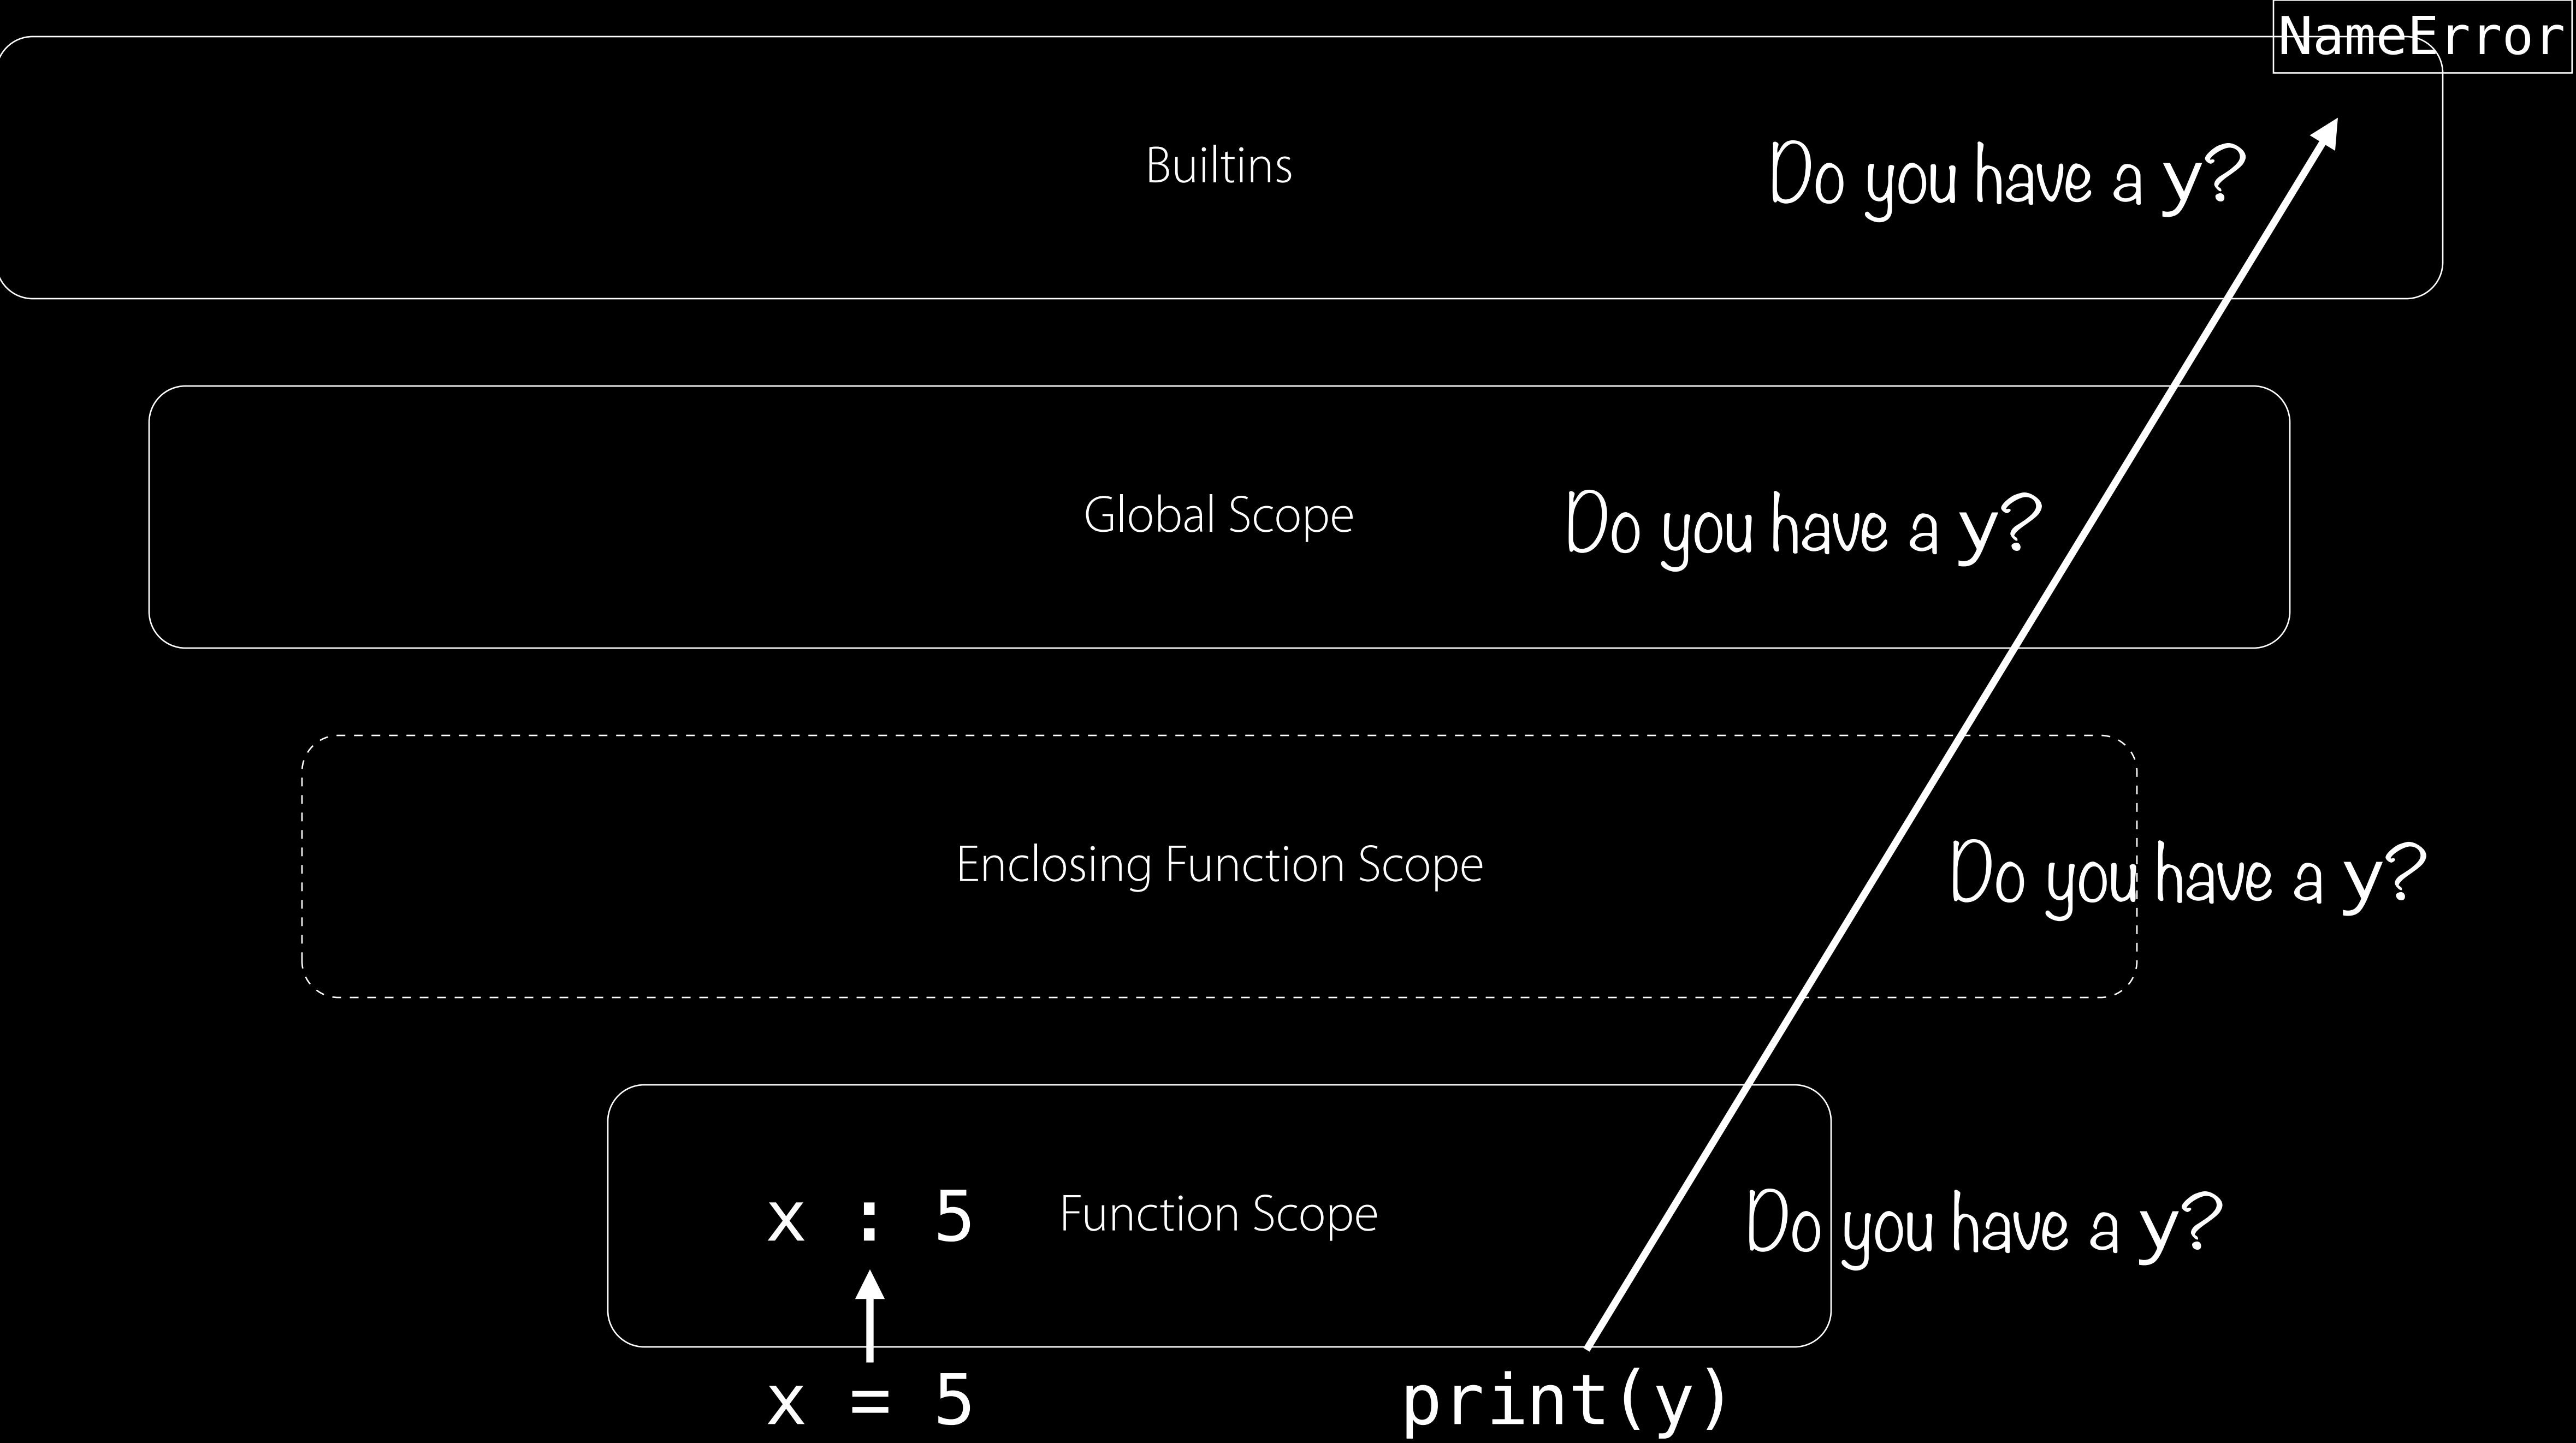 NameError
Builtins
Do you have a y?
Global Scope
Do you have a y?
Enclosing Function Scope
Do you have a y?
x : 5
Function Scope
Do you have a y?
x = 5
print(y)